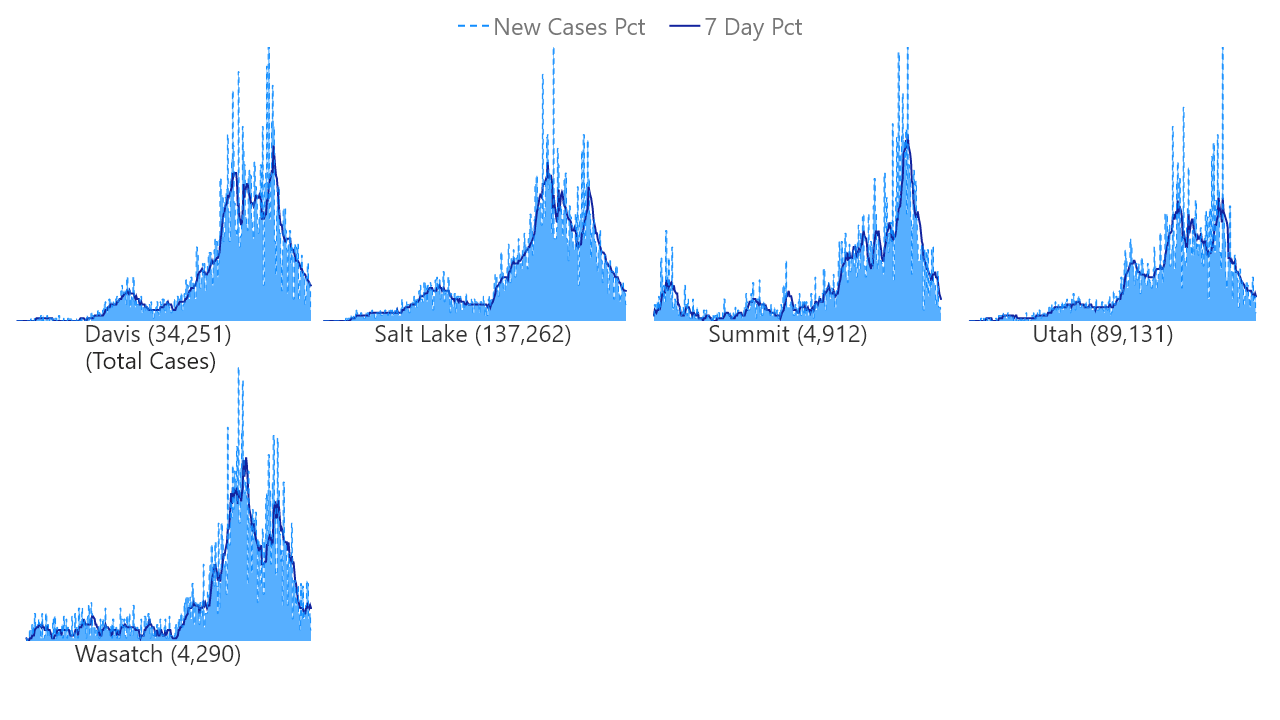 New Cases Pct 7 Day Pct
Davis (34,251)
(Total Cases)
Salt Lake (137,262)
Summit (4,912)
Utah (89,131)
Wasatch (4,290)